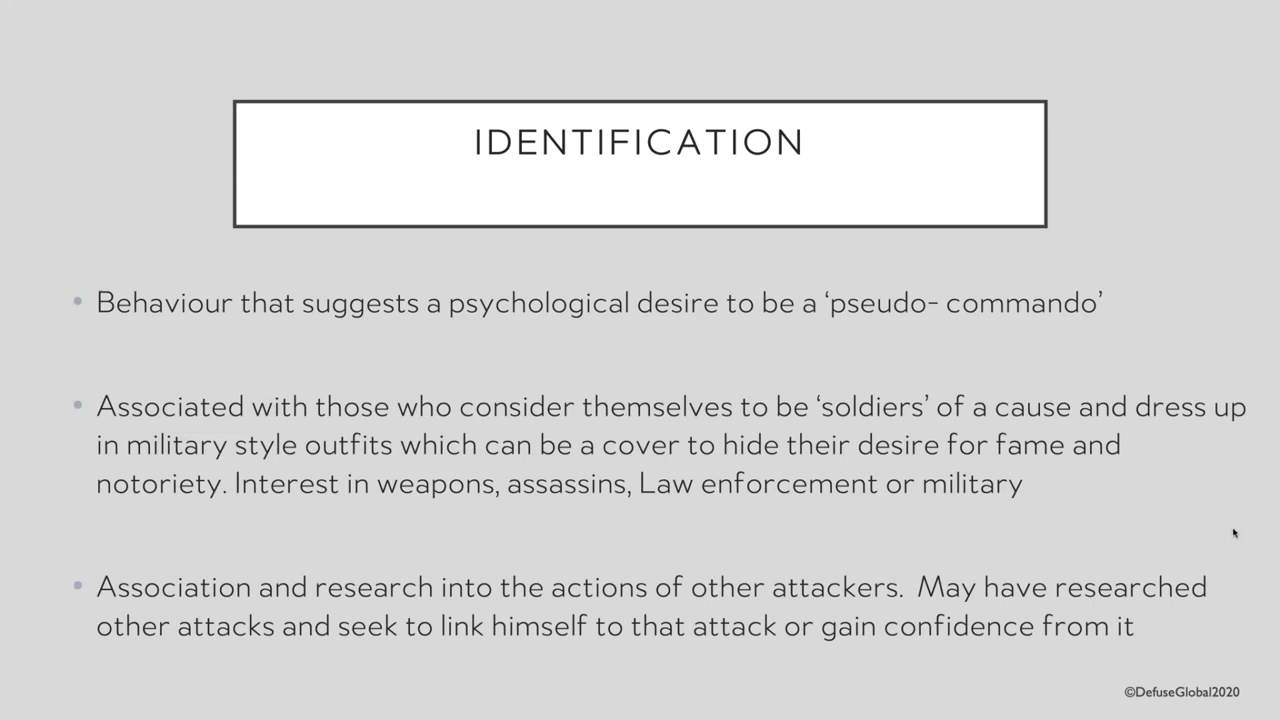 IDENTIFICATION
• Behaviour that suggests a psychological desire to be a ‘pseudo- commando’
• Associated with those who consider themselves to be ‘soldiers’ of a cause and dress up
in military style outfits which can be a cover to hide their desire for fame and
notoriety. Interest in weapons, assassins, Law enforcement or military
• Association and research into the actions of other attackers.  May have researched
other attacks and seek to link himself to that attack or gain confidence from it
©DefuseGlobal2020